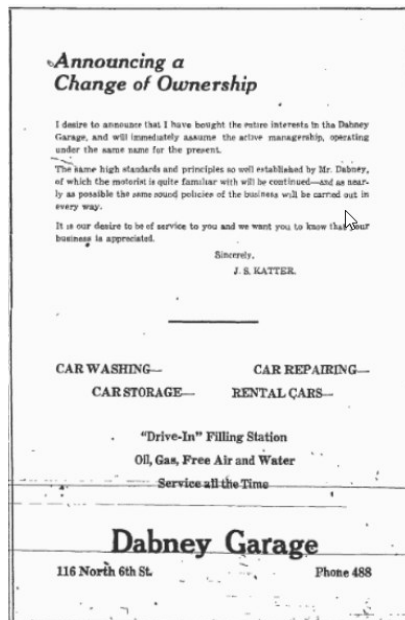 Announcing a
Change of Ownership
I desire to announce that I have bought the entire interests in the Dabney
Garage, and will immediately assume the active managership, operating
under the same name for the present.
The same high standards and principles so well established by Mr. Dabney,
of which the motorist is quite familiar with will be continued—and as near-
ly as possible the same sound policies of the business will be carried out in
every way.
It is our desire to be of service to you and we want you to know that your
business is appreciated.
Sincerely,
J. S. KATTER.
CAR WASHING— CAR REPAIRING—
CAR STORAGE— RENTAL CARS—
"Drive-In" Filling Station
Oil, Gas, Free Air and Water
Service all the Time
Dabney Garage
116 North 6th St. Phone 488